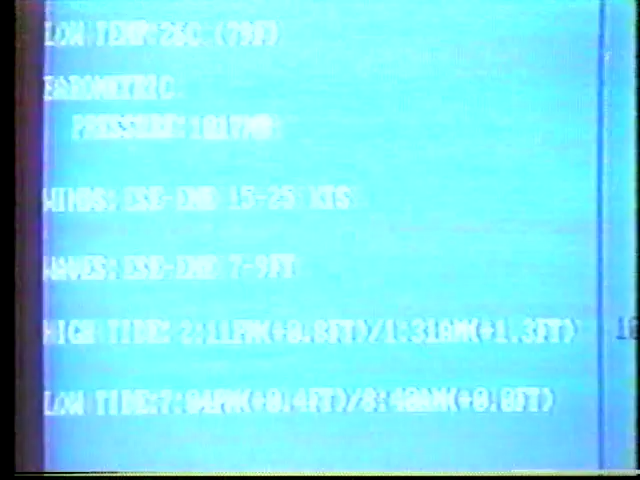 LOW TEMP:26C (79F)
BAROMETRIC
PRESSURE:1017MB
WINDS: ESE-ENE 15-25 KTS
WAVES: ESE-ENE 7-9FT
HIGH TIDE: 2:11PM(+0.8FT)/1:31AM(+1.3FT)
LOW TIDE:7:04PM(+0.4FT)/8:40AM(+0.0FT)